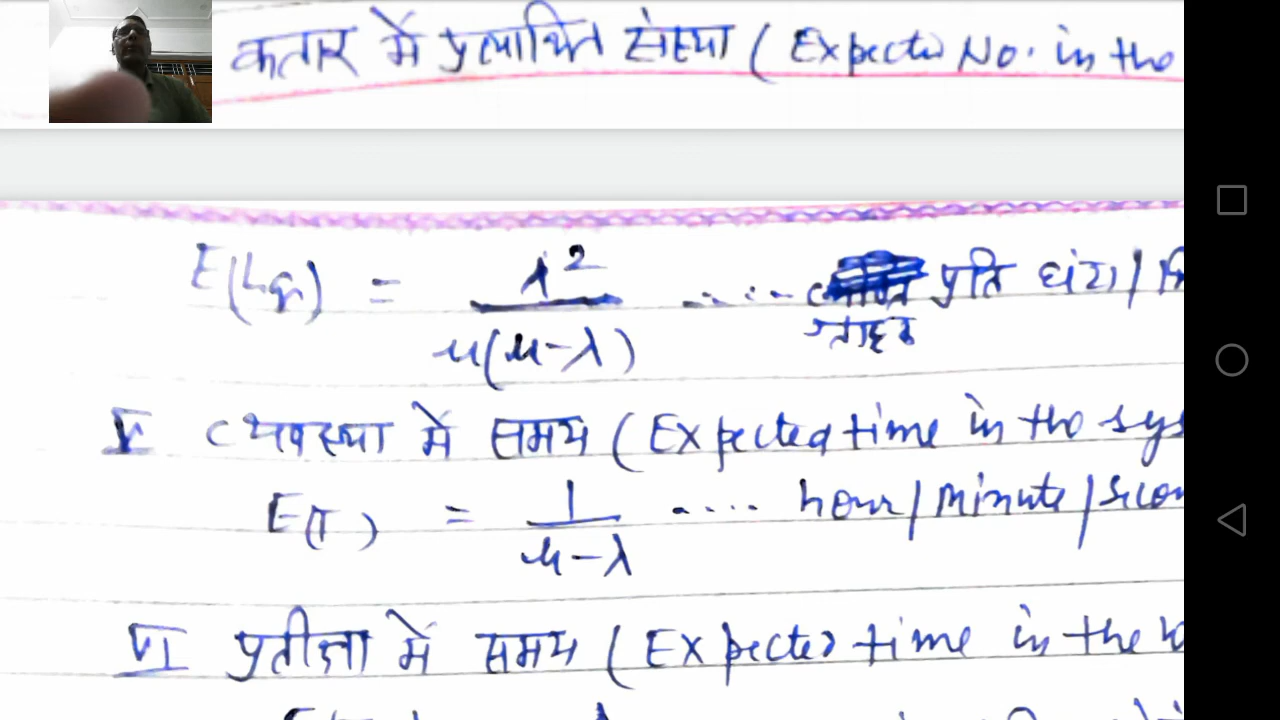 कतार में प्रत्याशित संख्या ( Expected No. in the
E(Lq) = λ² / μ(μ-λ) ..... प्रति घंटा/
ग्राहक
V व्यवस्था में समय ( Expected time in the sys
E(T) = 1 / μ-λ ..... hour/minute/secon
VI प्रतीक्षा में समय ( Expected time in the w